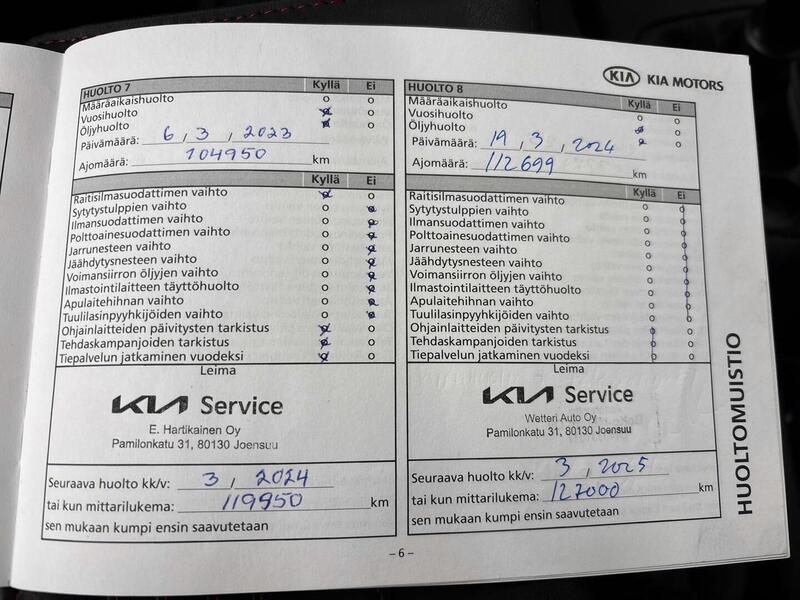 KIA KIA MOTORS
HUOLTO 7 Kyllä Ei
Määräaikaishuolto o o
Vuosihuolto o
Öljyhuolto o
Päivämäärä: 6, 3, 2023
Ajomäärä: 104950 km
Kyllä Ei
Raitisilmasuodattimen vaihto o
Sytytystulppien vaihto o
Ilmansuodattimen vaihto o
Polttoainesuodattimen vaihto o
Jarrunesteen vaihto o
Jäähdytysnesteen vaihto o
Voimansiirron öljyjen vaihto o
Ilmastointilaitteen täyttöhuolto o
Apulaitehihnan vaihto o
Tuulilasinpyyhkijöiden vaihto o
Ohjainlaitteiden päivitysten tarkistus o
Tehdaskampanjoiden tarkistus o
Tiepalvelun jatkaminen vuodeksi o
Leima
KIA Service
E. Hartikainen Oy
Pamilonkatu 31, 80130 Joensuu
Seuraava huolto kk/v: 3, 2024
tai kun mittarilukema: 119950 km
sen mukaan kumpi ensin saavutetaan
HUOLTO 8 Kyllä Ei
Määräaikaishuolto o o
Vuosihuolto o
Öljyhuolto o
Päivämäärä: 19, 3, 2024
Ajomäärä: 112699 km
Kyllä Ei
Raitisilmasuodattimen vaihto o o
Sytytystulppien vaihto o o
Ilmansuodattimen vaihto o o
Polttoainesuodattimen vaihto o o
Jarrunesteen vaihto o o
Jäähdytysnesteen vaihto o o
Voimansiirron öljyjen vaihto o o
Ilmastointilaitteen täyttöhuolto o o
Apulaitehihnan vaihto o o
Tuulilasinpyyhkijöiden vaihto o o
Ohjainlaitteiden päivitysten tarkistus o o
Tehdaskampanjoiden tarkistus o o
Tiepalvelun jatkaminen vuodeksi o o
Leima
KIA Service
Wetteri Auto Oy
Pamilonkatu 31, 80130 Joensuu
Seuraava huolto kk/v: 3, 2025
tai kun mittarilukema: 127000 km
sen mukaan kumpi ensin saavutetaan
HUOLTOMUISTIO
– 6 –